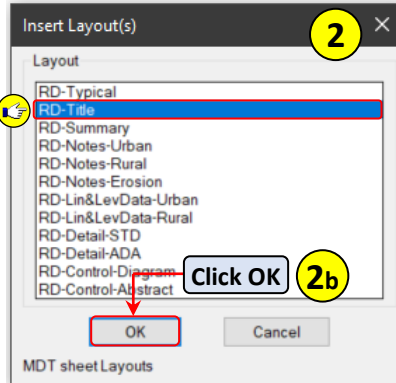 Insert Layout(s)
2
Layout
RD-Typical
RD-Title
RD-Summary
RD-Notes-Urban
RD-Notes-Rural
RD-Notes-Erosion
RD-Lin&LevData-Urban
RD-Lin&LevData-Rural
RD-Detail-STD
RD-Detail-ADA
RD-Control-Diagram
RD-Control-Abstract
Click OK
2b
OK
Cancel
MDT sheet Layouts